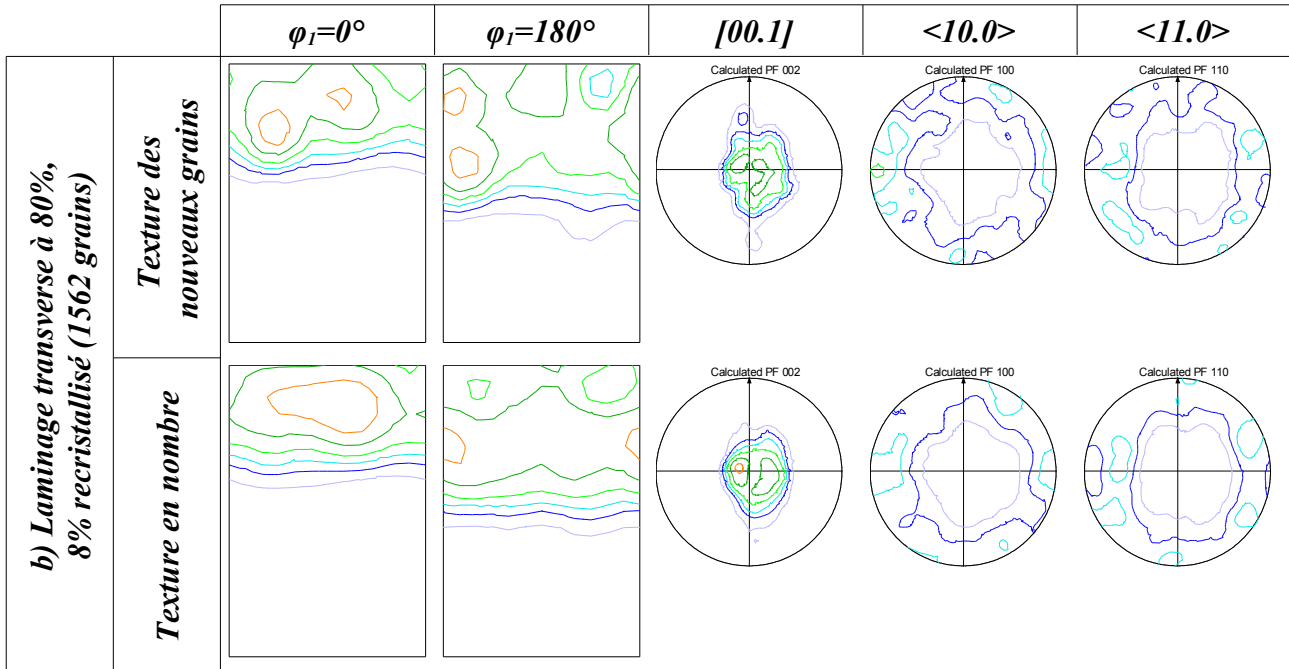 φ1=0°
φ1=180°
[00.1]
<10.0>
<11.0>
b) Laminage transverse à 80%,
8% recristallisé (1562 grains)
Texture des
nouveaux grains
Calculated PF 002
Calculated PF 100
Calculated PF 110
Texture en nombre
Calculated PF 002
Calculated PF 100
Calculated PF 110